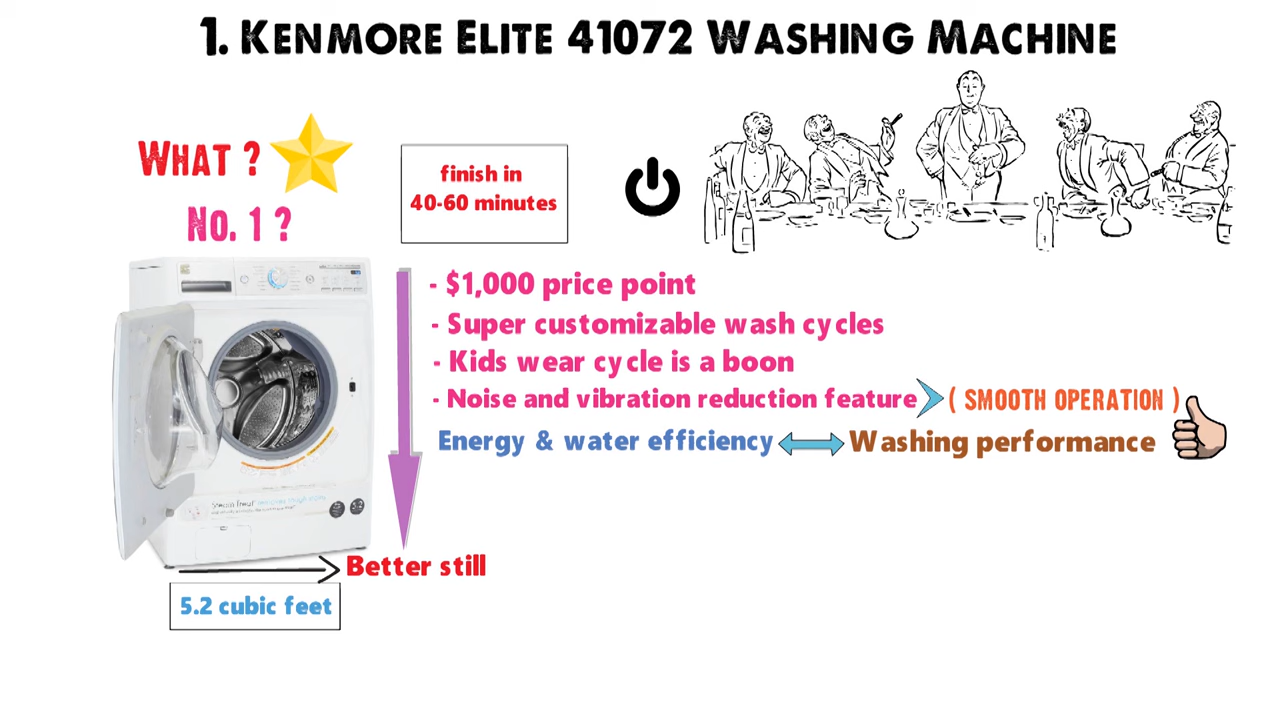 1. Kenmore Elite 41072 Washing Machine
What ?
No. 1 ?
finish in
40-60 minutes
- $1,000 price point
- Super customizable wash cycles
- Kids wear cycle is a boon
- Noise and vibration reduction feature ( SMOOTH OPERATION )
Energy & water efficiency Washing performance
Better still
5.2 cubic feet